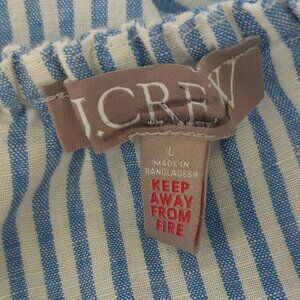 J.CREW
L
MADE IN
BANGLADESH
KEEP
AWAY
FROM
FIRE